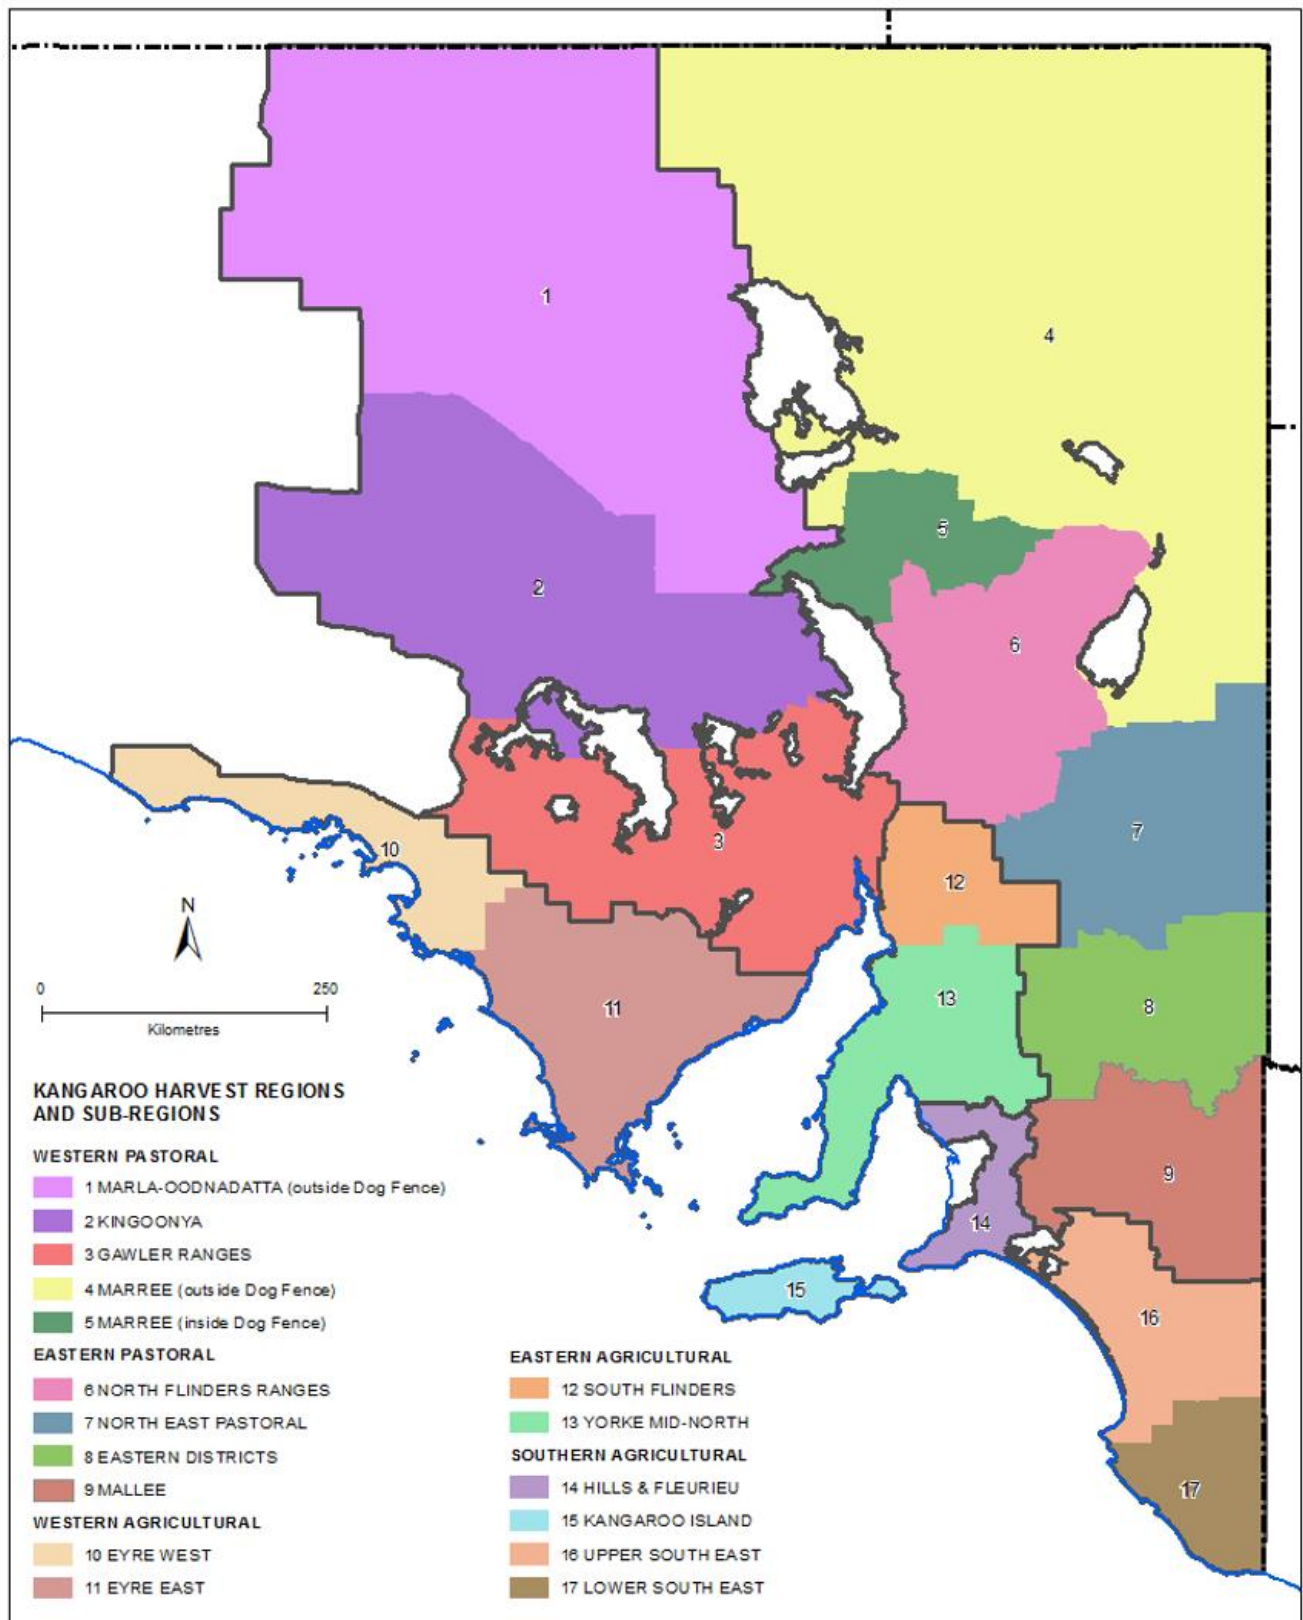 1
4
5
2
6
3
7
10
12
N
13
0 250
11
8
Kilometres
9
14
15
16
17
KANGAROO HARVEST REGIONS
AND SUB-REGIONS
WESTERN PASTORAL
1 MARLA-OODNADATTA (outside Dog Fence)
2 KINGOONYA
3 GAWLER RANGES
4 MARREE (outside Dog Fence)
5 MARREE (inside Dog Fence)
EASTERN PASTORAL
6 NORTH FLINDERS RANGES
7 NORTH EAST PASTORAL
8 EASTERN DISTRICTS
9 MALLEE
WESTERN AGRICULTURAL
10 EYRE WEST
11 EYRE EAST
EASTERN AGRICULTURAL
12 SOUTH FLINDERS
13 YORKE MID-NORTH
SOUTHERN AGRICULTURAL
14 HILLS & FLEURIEU
15 KANGAROO ISLAND
16 UPPER SOUTH EAST
17 LOWER SOUTH EAST